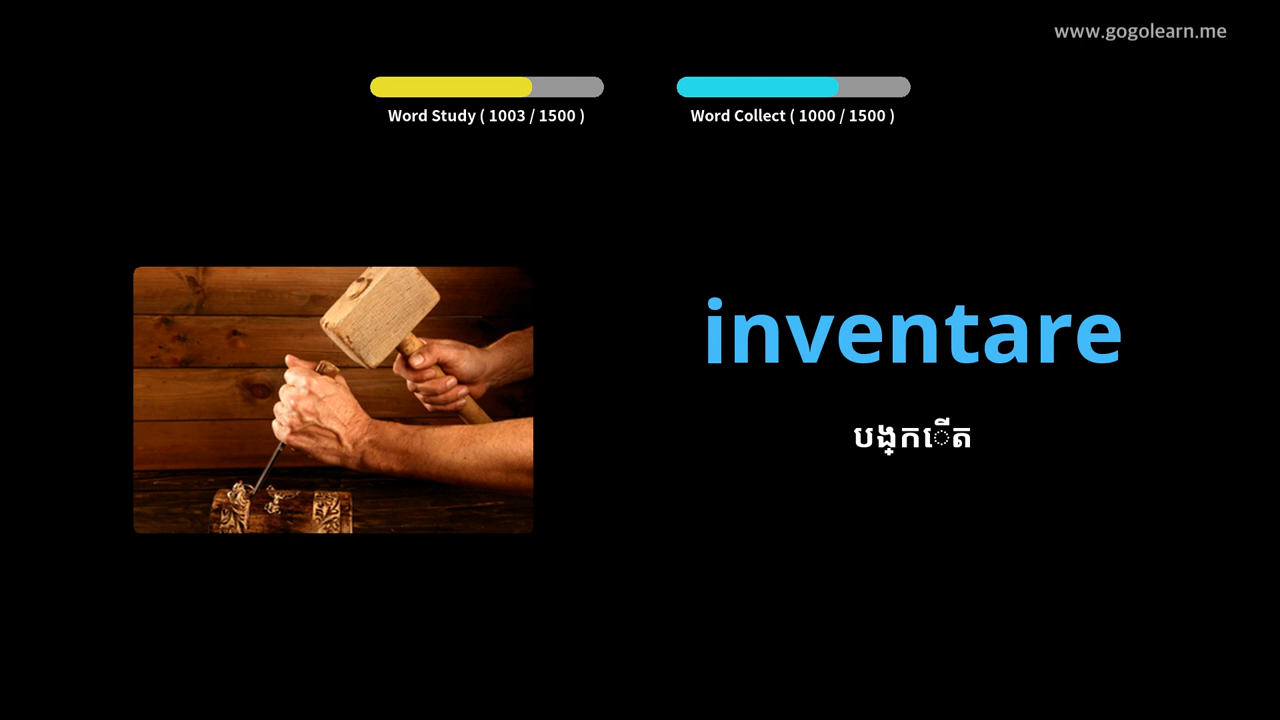 www.gogolearn.me
Word Study ( 1003 / 1500 )
Word Collect ( 1000 / 1500 )
inventare
បង្កើត